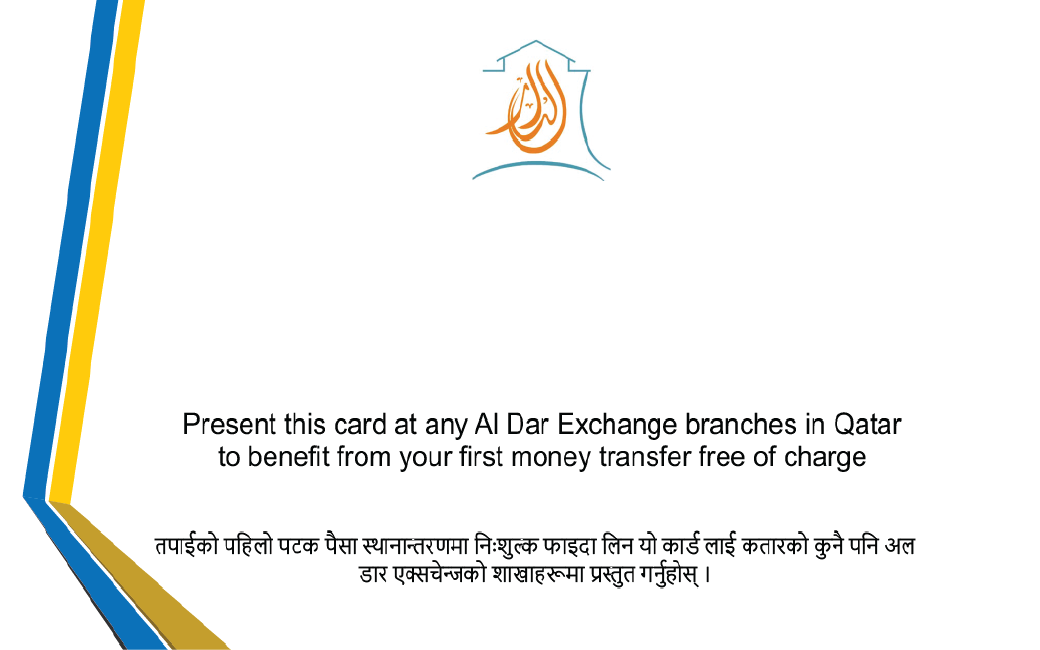 الدار
Present this card at any Al Dar Exchange branches in Qatar
to benefit from your first money transfer free of charge
तपाईको पहिलो पटक पैसा स्थानान्तरणमा निःशुल्क फाइदा लिन यो कार्ड लाई कतारको कुनै पनि अल
डार एक्सचेन्जको शाखाहरूमा प्रस्तुत गर्नुहोस् ।